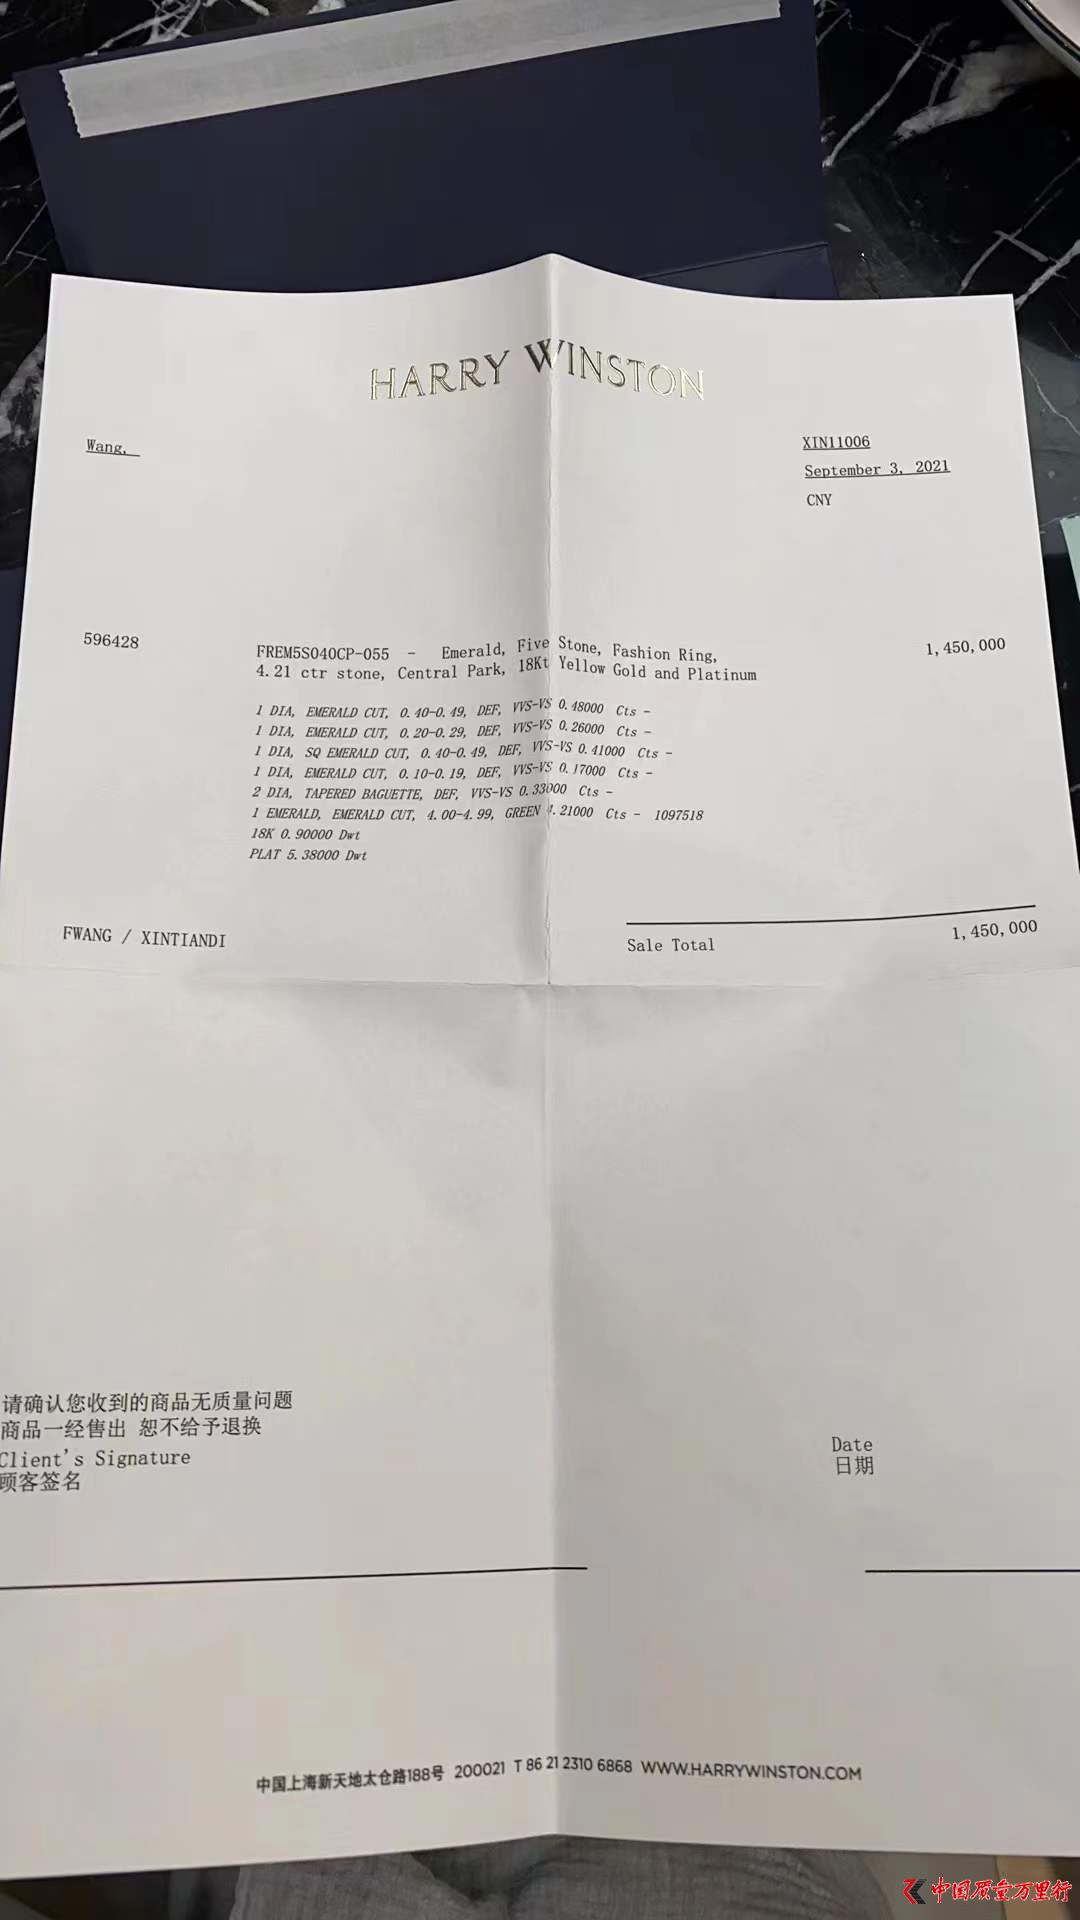 HARRY WINSTON
Wang,
XIN11006
September 3, 2021
CNY
596428
FREM5S040CP-055 - Emerald, Five Stone, Fashion Ring,
1,450,000
4.21 ctr stone, Central Park, 18Kt Yellow Gold and Platinum
1 DIA, EMERALD CUT, 0.40-0.49, DEF, VVS-VS 0.48000 Cts -
1 DIA, EMERALD CUT, 0.20-0.29, DEF, VVS-VS 0.26000 Cts -
1 DIA, SQ EMERALD CUT, 0.40-0.49, DEF, VVS-VS 0.41000 Cts -
1 DIA, EMERALD CUT, 0.10-0.19, DEF, VVS-VS 0.17000 Cts -
2 DIA, TAPERED BAGUETTE, DEF, VVS-VS 0.33000 Cts -
1 EMERALD, EMERALD CUT, 4.00-4.99, GREEN 4.21000 Cts - 1097518
18K 0.90000 Dwt
PLAT 5.38000 Dwt
FWANG / XINTIANDI
Sale Total
1,450,000
请确认您收到的商品无质量问题
商品一经售出 恕不给予退换
Client's Signature
顾客签名
Date
日期
中国上海新天地太仓路188号 200021 T 86 21 2310 6868 WWW.HARRYWINSTON.COM
中国质量万里行